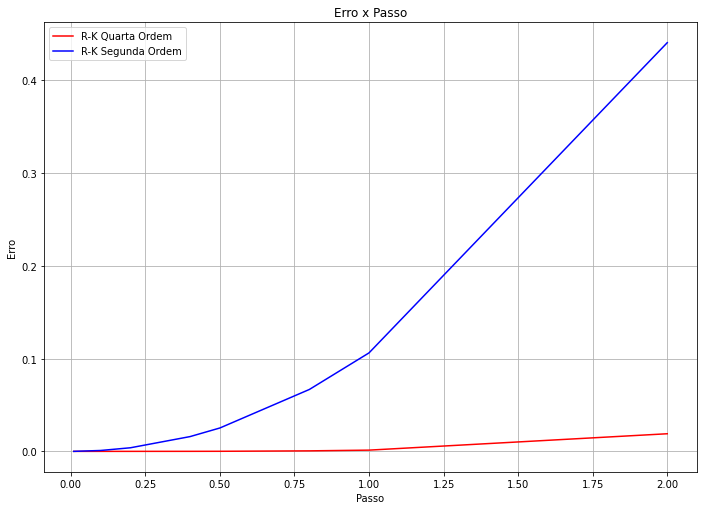 Erro x Passo
R-K Quarta Ordem
R-K Segunda Ordem
Erro
0.4
0.3
0.2
0.1
0.0
0.00 0.25 0.50 0.75 1.00 1.25 1.50 1.75 2.00
Passo